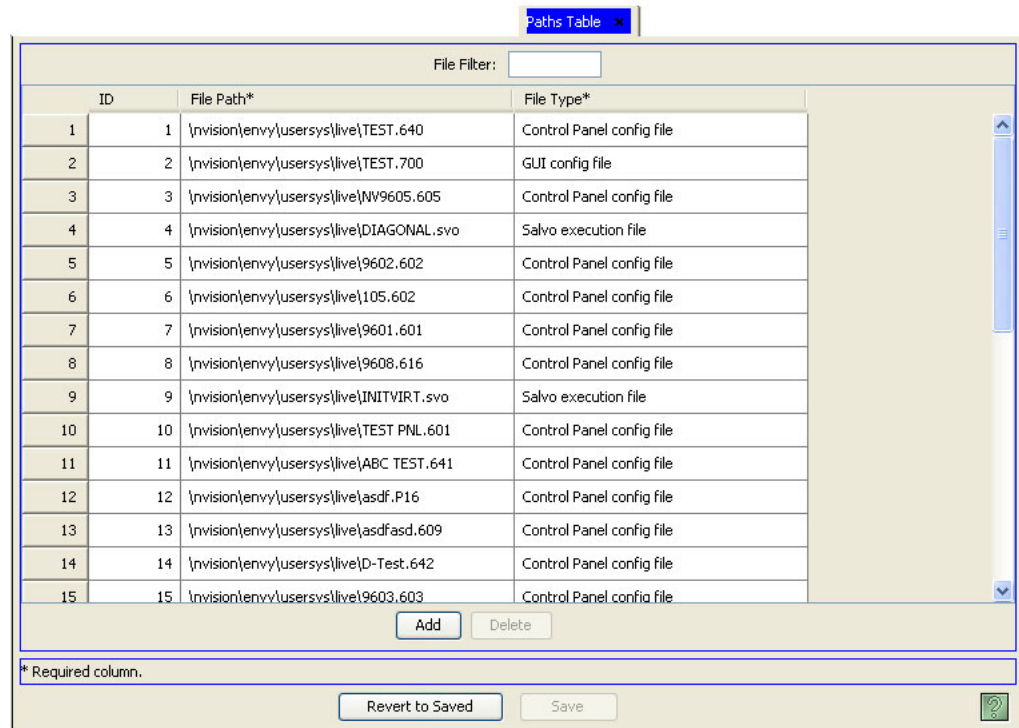 Paths Table x
File Filter:
ID File Path* File Type*
1 1 \nvision\envy\usersys\live\TEST.640 Control Panel config file
2 2 \nvision\envy\usersys\live\TEST.700 GUI config file
3 3 \nvision\envy\usersys\live\NV9605.605 Control Panel config file
4 4 \nvision\envy\usersys\live\DIAGONAL.svo Salvo execution file
5 5 \nvision\envy\usersys\live\9602.602 Control Panel config file
6 6 \nvision\envy\usersys\live\105.602 Control Panel config file
7 7 \nvision\envy\usersys\live\9601.601 Control Panel config file
8 8 \nvision\envy\usersys\live\9608.616 Control Panel config file
9 9 \nvision\envy\usersys\live\INITVIRT.svo Salvo execution file
10 10 \nvision\envy\usersys\live\TEST PNL.601 Control Panel config file
11 11 \nvision\envy\usersys\live\ABC TEST.641 Control Panel config file
12 12 \nvision\envy\usersys\live\asdf.P16 Control Panel config file
13 13 \nvision\envy\usersys\live\asdfasd.609 Control Panel config file
14 14 \nvision\envy\usersys\live\D-Test.642 Control Panel config file
15 15 \nvision\envy\usersys\live\9603.603 Control Panel config file
Add Delete
* Required column.
Revert to Saved Save ?